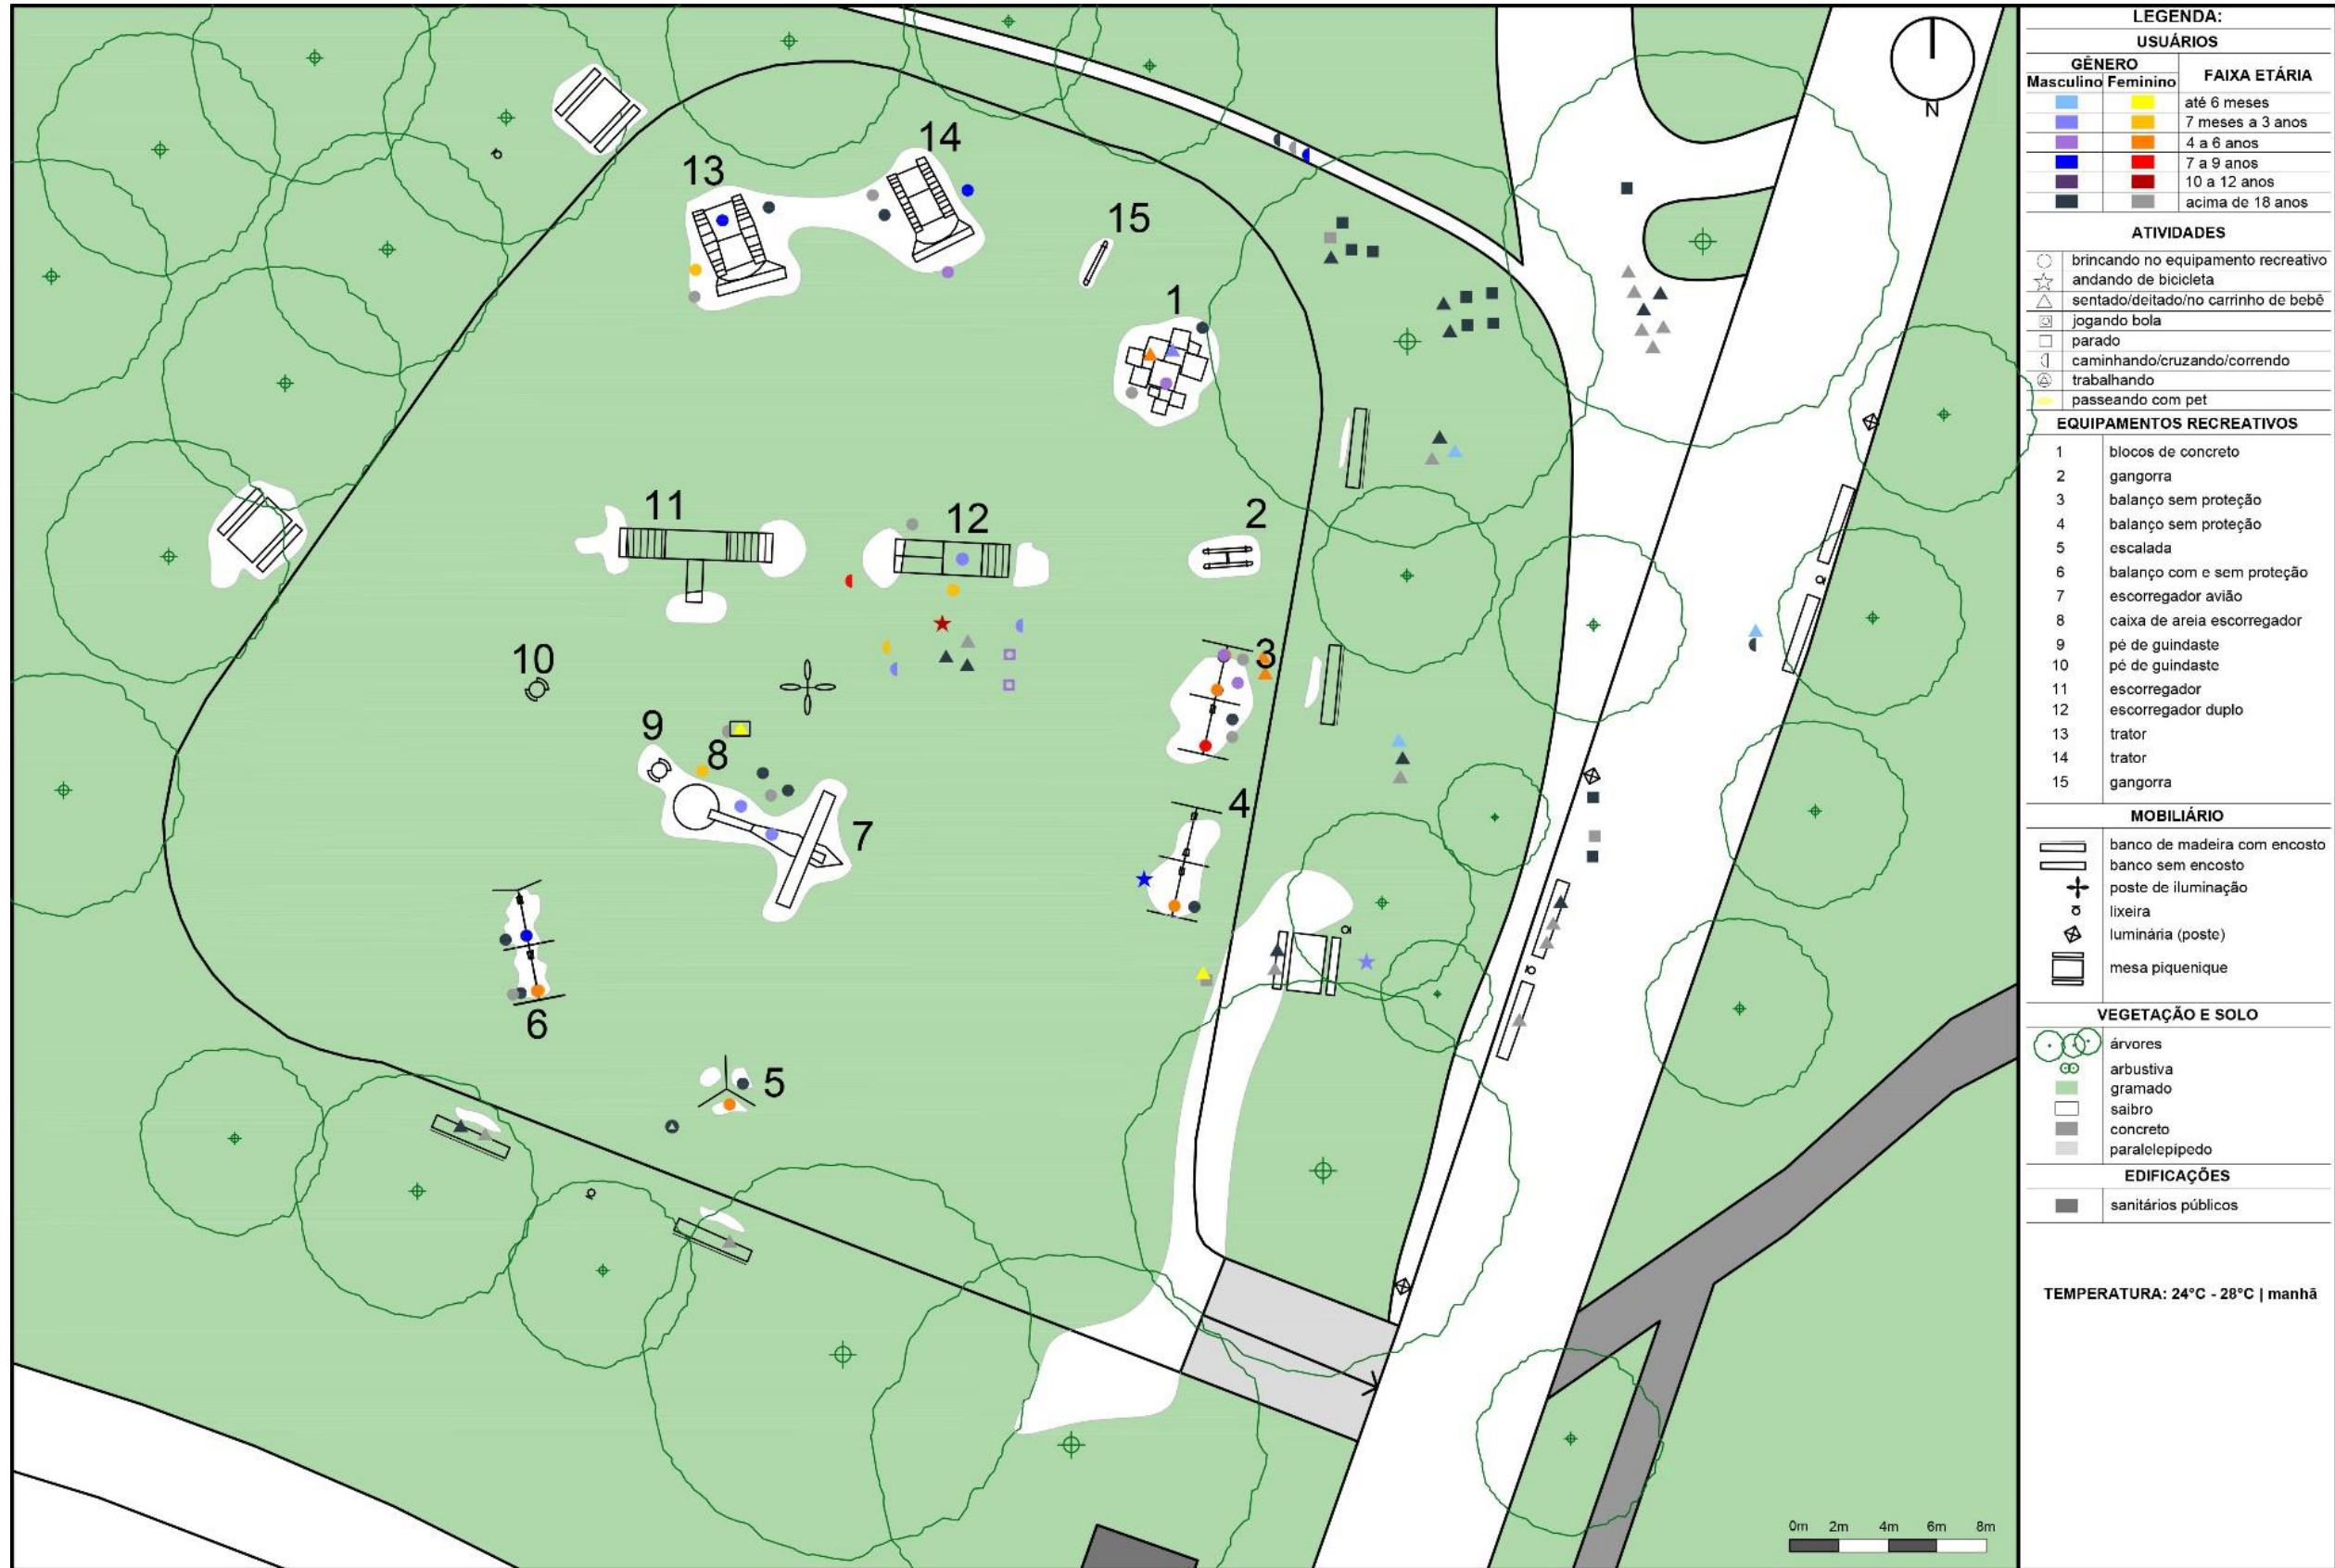 14
13
15
1
11
12
2
10
3
9
8
4
7
6
5
N
0m 2m 4m 6m 8m
LEGENDA:
USUÁRIOS
GÊNERO
FAIXA ETÁRIA
Masculino Feminino
até 6 meses
7 meses a 3 anos
4 a 6 anos
7 a 9 anos
10 a 12 anos
acima de 18 anos
ATIVIDADES
brincando no equipamento recreativo
andando de bicicleta
sentado/deitado/no carrinho de bebê
jogando bola
parado
caminhando/cruzando/correndo
trabalhando
passeando com pet
EQUIPAMENTOS RECREATIVOS
1 blocos de concreto
2 gangorra
3 balanço sem proteção
4 balanço sem proteção
5 escalada
6 balanço com e sem proteção
7 escorregador avião
8 caixa de areia escorregador
9 pé de guindaste
10 pé de guindaste
11 escorregador
12 escorregador duplo
13 trator
14 trator
15 gangorra
MOBILIÁRIO
banco de madeira com encosto
banco sem encosto
poste de iluminação
lixeira
luminária (poste)
mesa piquenique
VEGETAÇÃO E SOLO
árvores
arbustiva
gramado
saibro
concreto
paralelepípedo
EDIFICAÇÕES
sanitários públicos
TEMPERATURA: 24°C - 28°C | manhã